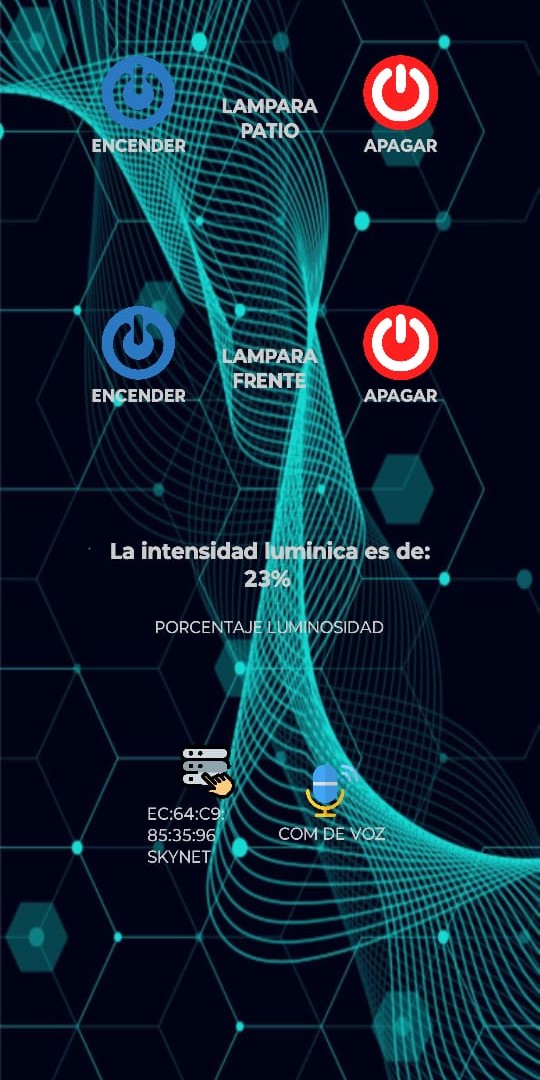 LAMPARA
PATIO
ENCENDER
APAGAR
LAMPARA
FRENTE
ENCENDER
APAGAR
La intensidad luminica es de:
23%
PORCENTAJE LUMINOSIDAD
EC:64:C9:
85:35:96
SKYNET
COM DE VOZ